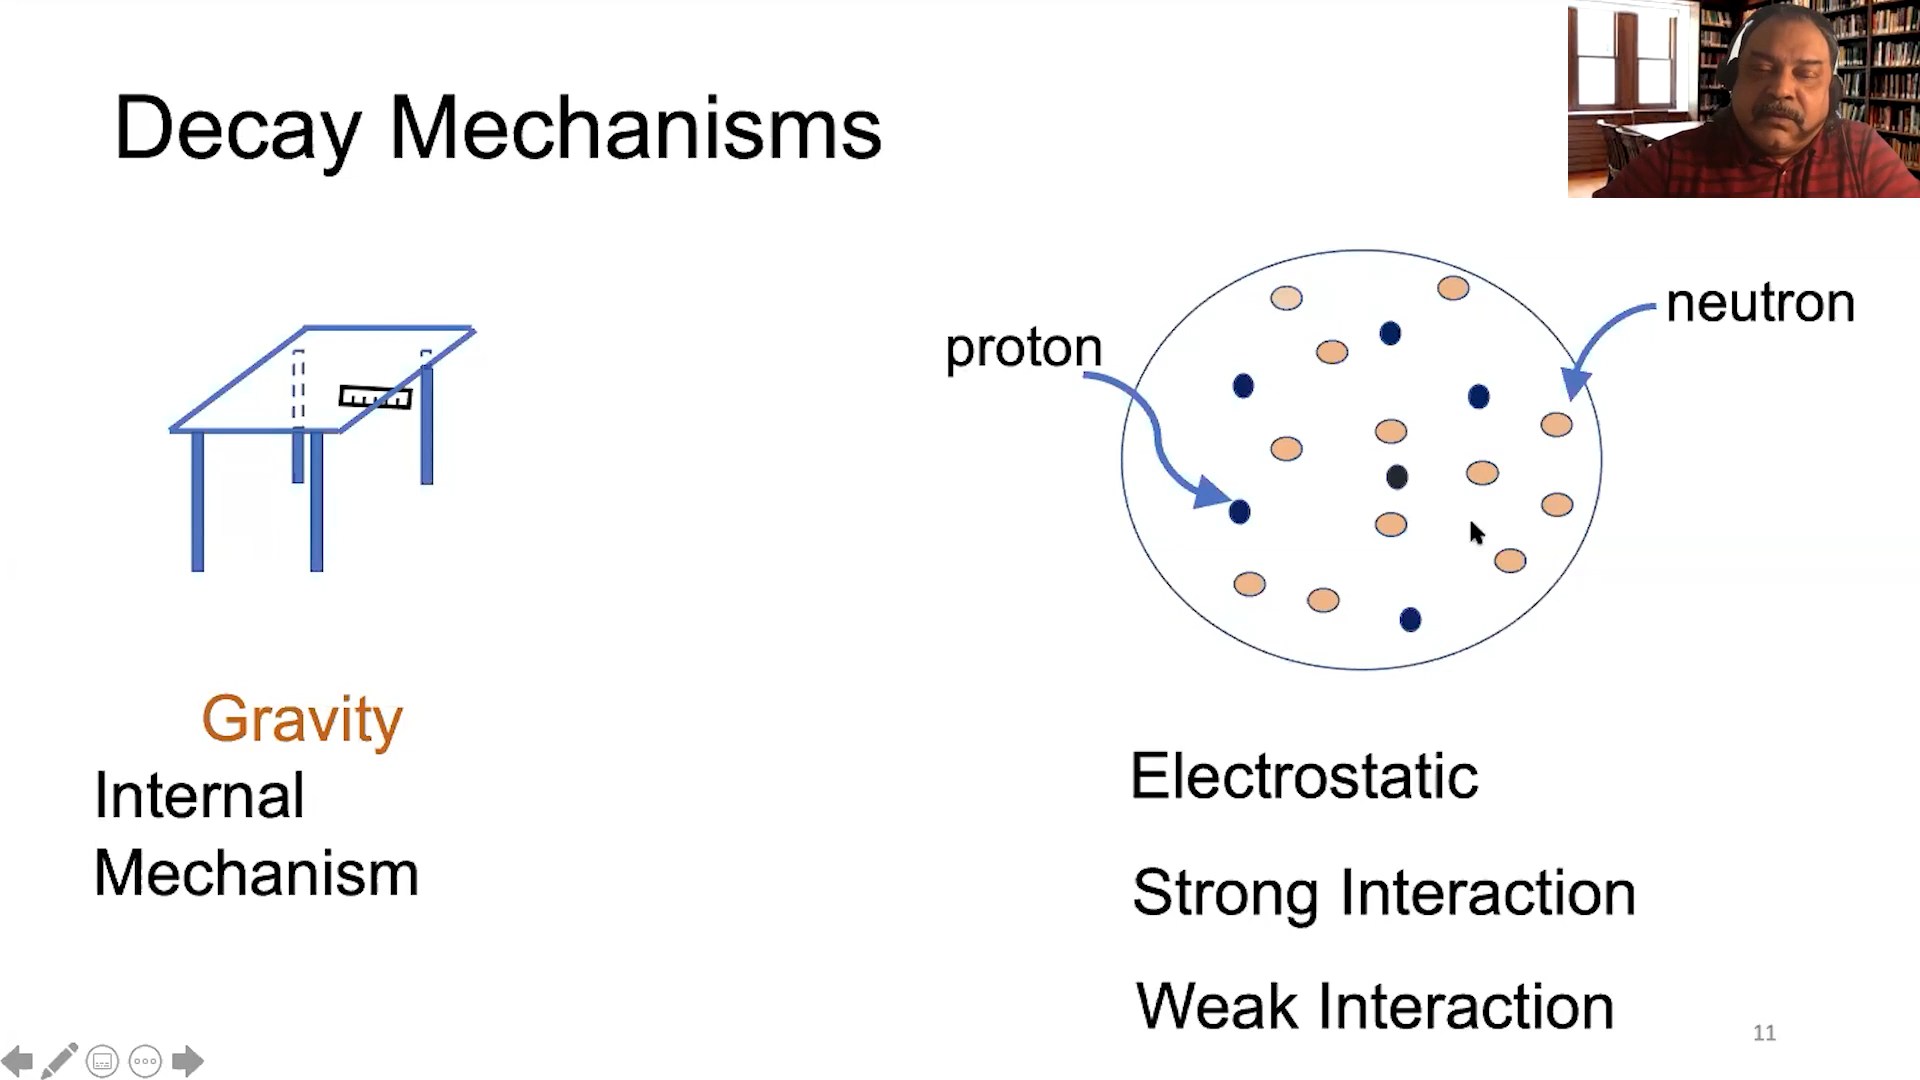 Decay Mechanisms
proton
neutron
Gravity
Internal
Mechanism
Electrostatic
Strong Interaction
Weak Interaction
11